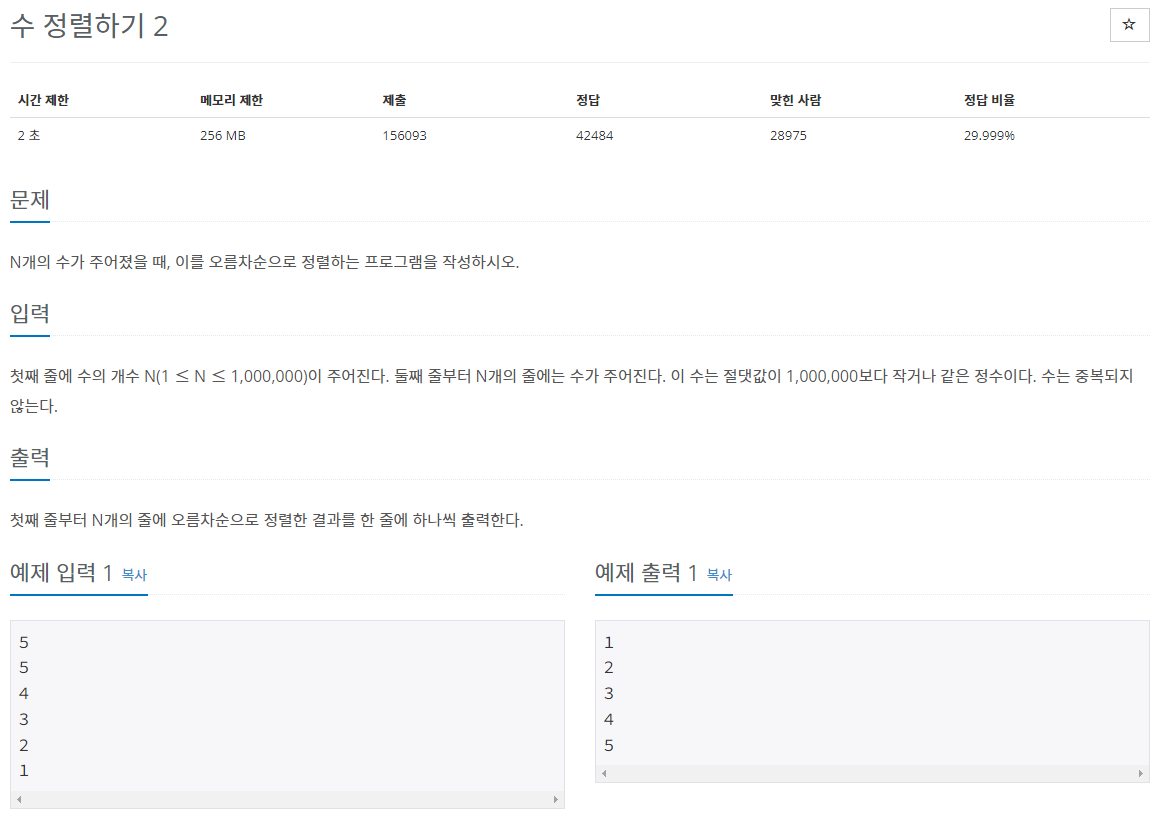 수 정렬하기 2
☆
시간 제한 메모리 제한 제출 정답 맞힌 사람 정답 비율
2 초 256 MB 156093 42484 28975 29.999%
문제
N개의 수가 주어졌을 때, 이를 오름차순으로 정렬하는 프로그램을 작성하시오.
입력
첫째 줄에 수의 개수 N(1 ≤ N ≤ 1,000,000)이 주어진다. 둘째 줄부터 N개의 줄에는 수가 주어진다. 이 수는 절댓값이 1,000,000보다 작거나 같은 정수이다. 수는 중복되지
않는다.
출력
첫째 줄부터 N개의 줄에 오름차순으로 정렬한 결과를 한 줄에 하나씩 출력한다.
예제 입력 1 복사
5
5
4
3
2
1
예제 출력 1 복사
1
2
3
4
5